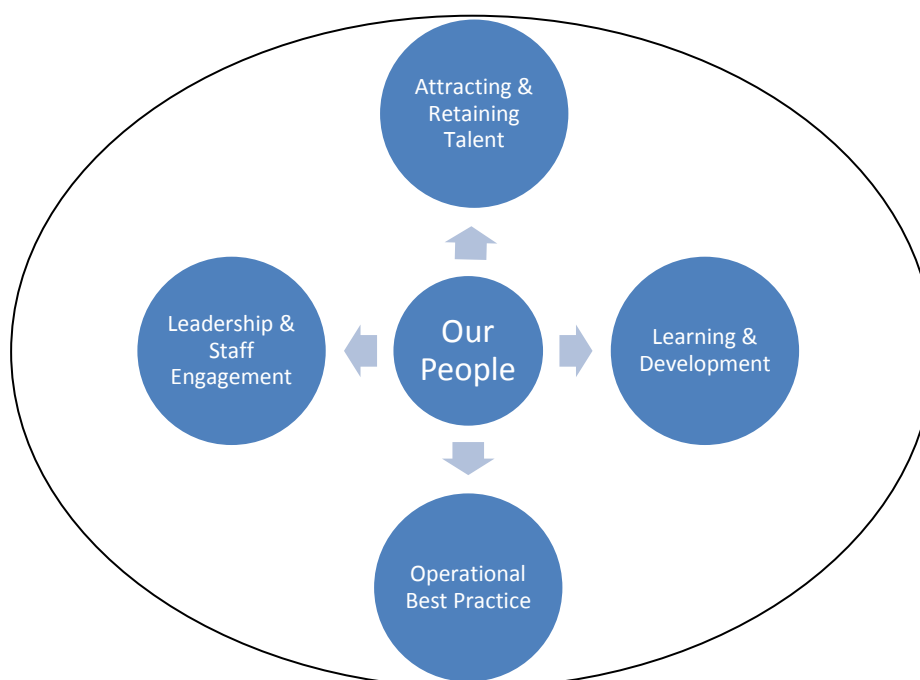 Attracting &
Retaining
Talent
Leadership &
Staff
Engagement
Our
People
Learning &
Development
Operational
Best Practice